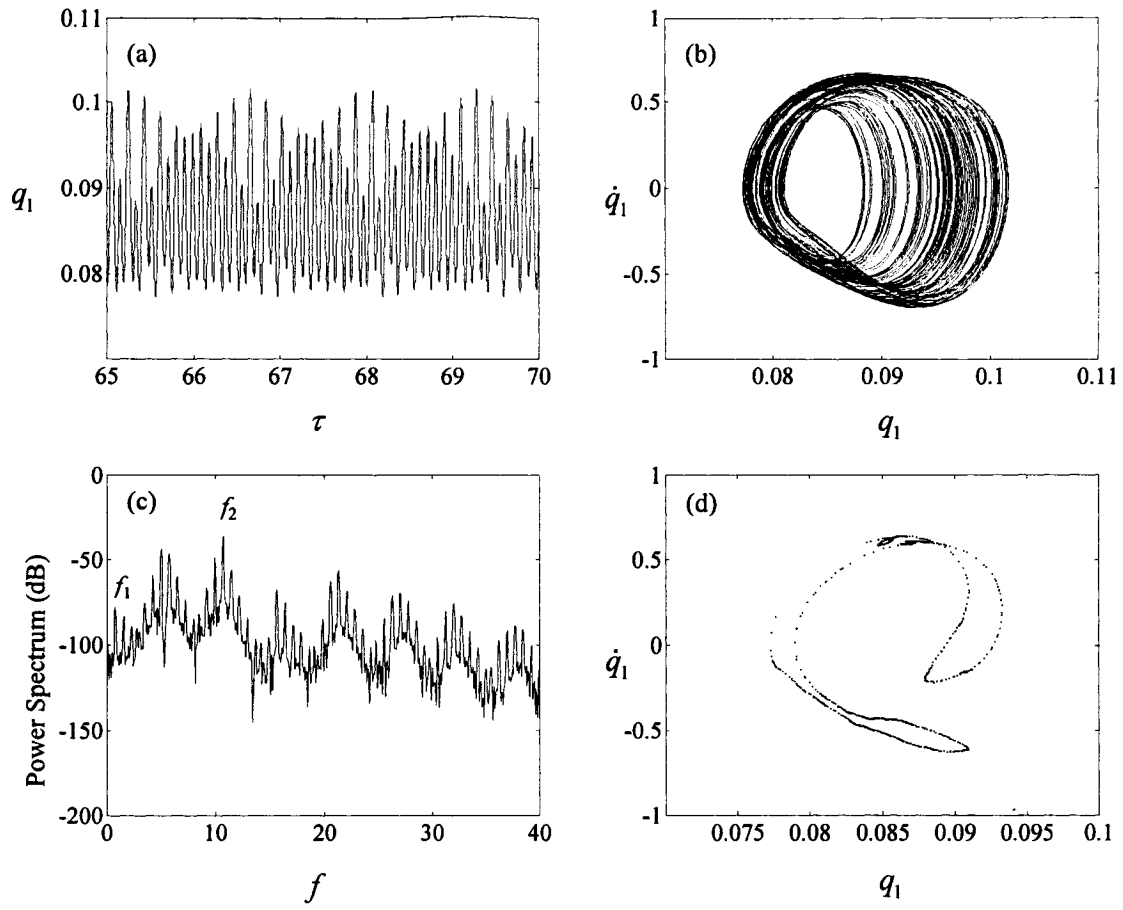 0.11
(a)
0.1
q₁
0.09
0.08
65 66 67 68 69 70
τ
1
(b)
0.5
q̇₁
0
-0.5
-1
0.08 0.09 0.1 0.11
q₁
0
(c)
f₂
-50
f₁
Power Spectrum (dB)
-100
-150
-200
0 10 20 30 40
f
1
(d)
0.5
q̇₁
0
-0.5
-1
0.075 0.08 0.085 0.09 0.095 0.1
q₁